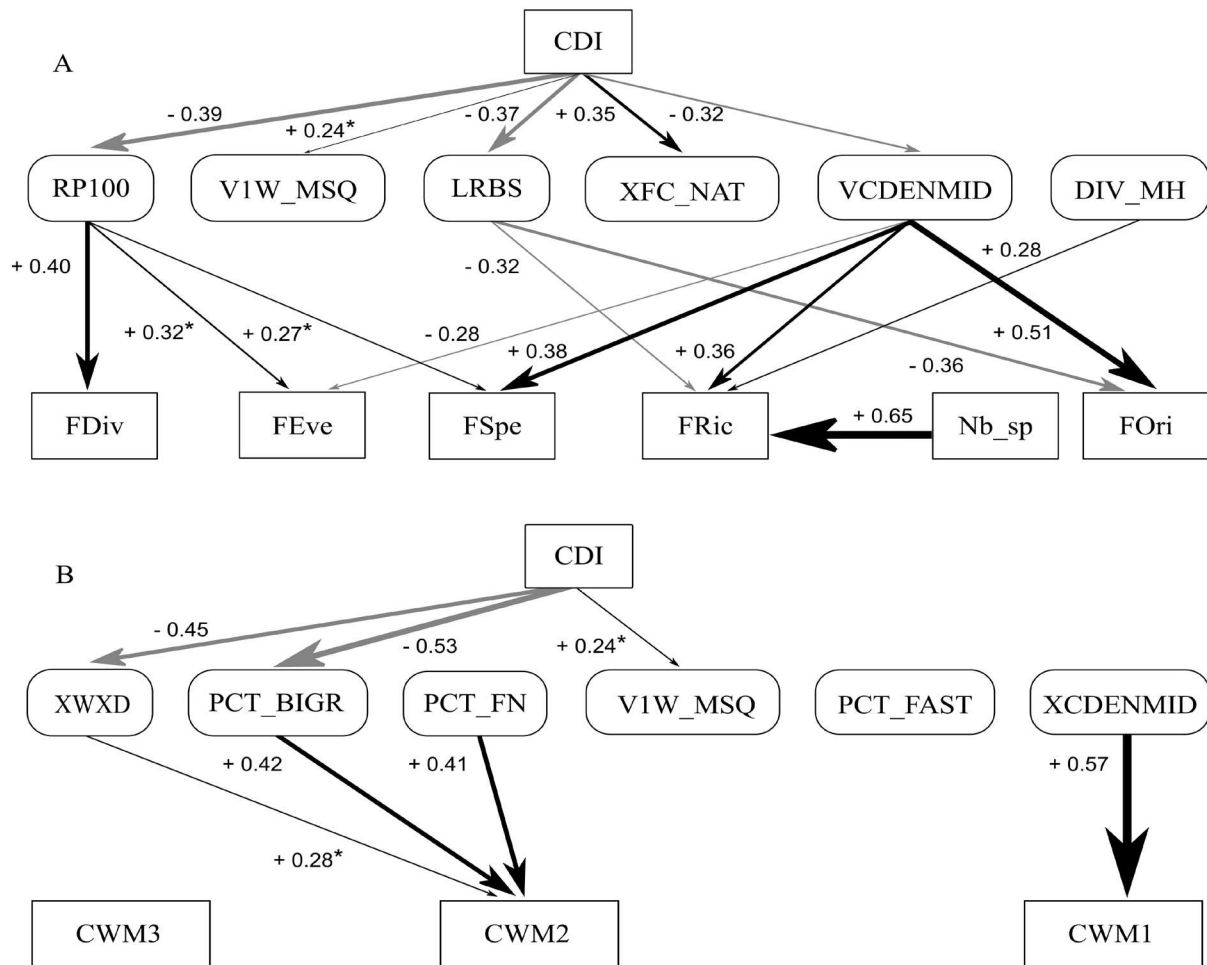 CDI
A
- 0.39
+ 0.24*
- 0.37
+ 0.35
- 0.32
RP100
V1W_MSQ
LRBS
XFC_NAT
VCDENMID
DIV_MH
+ 0.40
+ 0.32*
+ 0.27*
- 0.28
+ 0.38
- 0.32
+ 0.36
+ 0.28
+ 0.51
- 0.36
FDiv
FEve
FSpe
FRic
+ 0.65
Nb_sp
FOri
CDI
B
- 0.45
- 0.53
+ 0.24*
XWXD
PCT_BIGR
PCT_FN
V1W_MSQ
PCT_FAST
XCDENMID
+ 0.42
+ 0.41
+ 0.57
+ 0.28*
CWM3
CWM2
CWM1